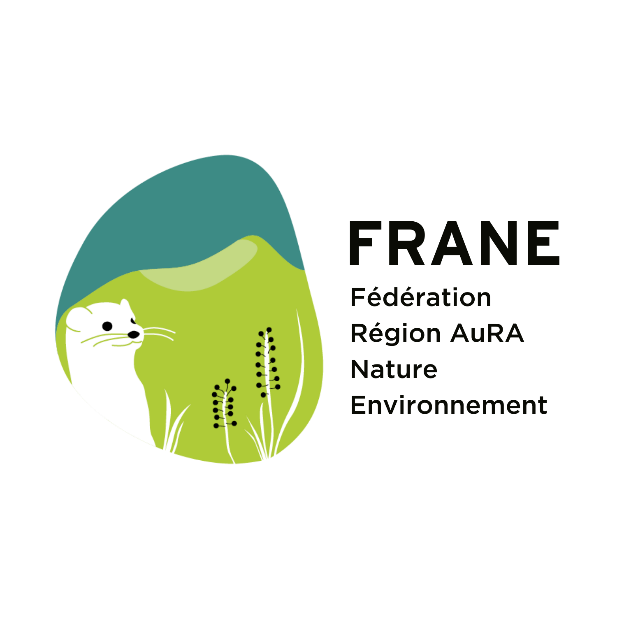 FRANE
Fédération
Région AuRA
Nature
Environnement